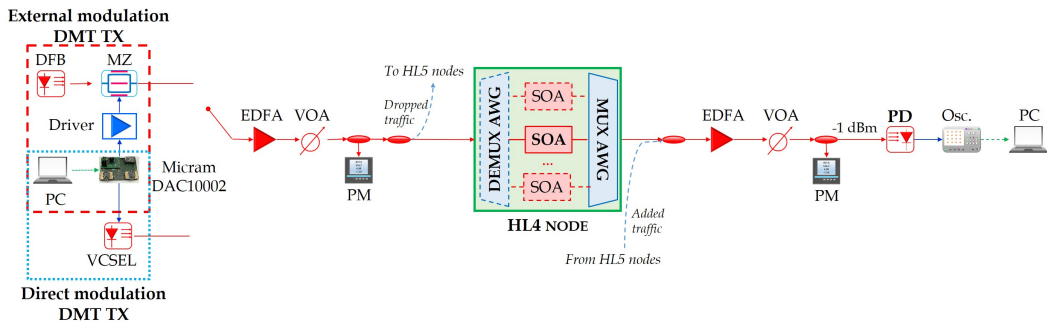 External modulation
DMT TX
DFB
MZ
Driver
PC
Micram
DAC10002
VCSEL
Direct modulation
DMT TX
EDFA
VOA
PM
To HL5 nodes
Dropped
traffic
DEMUX AWG
SOA
SOA
...
SOA
MUX AWG
HL4 NODE
Added
traffic
From HL5 nodes
EDFA
VOA
PM
-1 dBm
PD
Osc.
PC